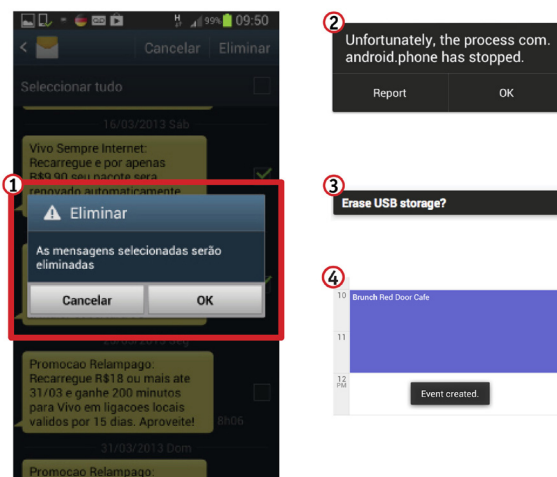 99% 09:50
Cancelar Eliminar
Seleccionar tudo
16/03/2013 Sáb
Vivo Sempre Internet:
Recarregue e por apenas
R$9,90 seu pacote sera
renovado automaticamente
1
Eliminar
As mensagens selecionadas serão
eliminadas
Cancelar OK
Promocao Relampago:
Recarregue R$18 ou mais ate
31/03 e ganhe 200 minutos
para Vivo em ligacoes locais
validos por 15 dias. Aproveite!
8h06
31/03/2013 Dom
Promocao Relampago:
2
Unfortunately, the process com.
android.phone has stopped.
Report OK
3
Erase USB storage?
4
10 Brunch Red Door Cafe
11
12
PM
Event created.